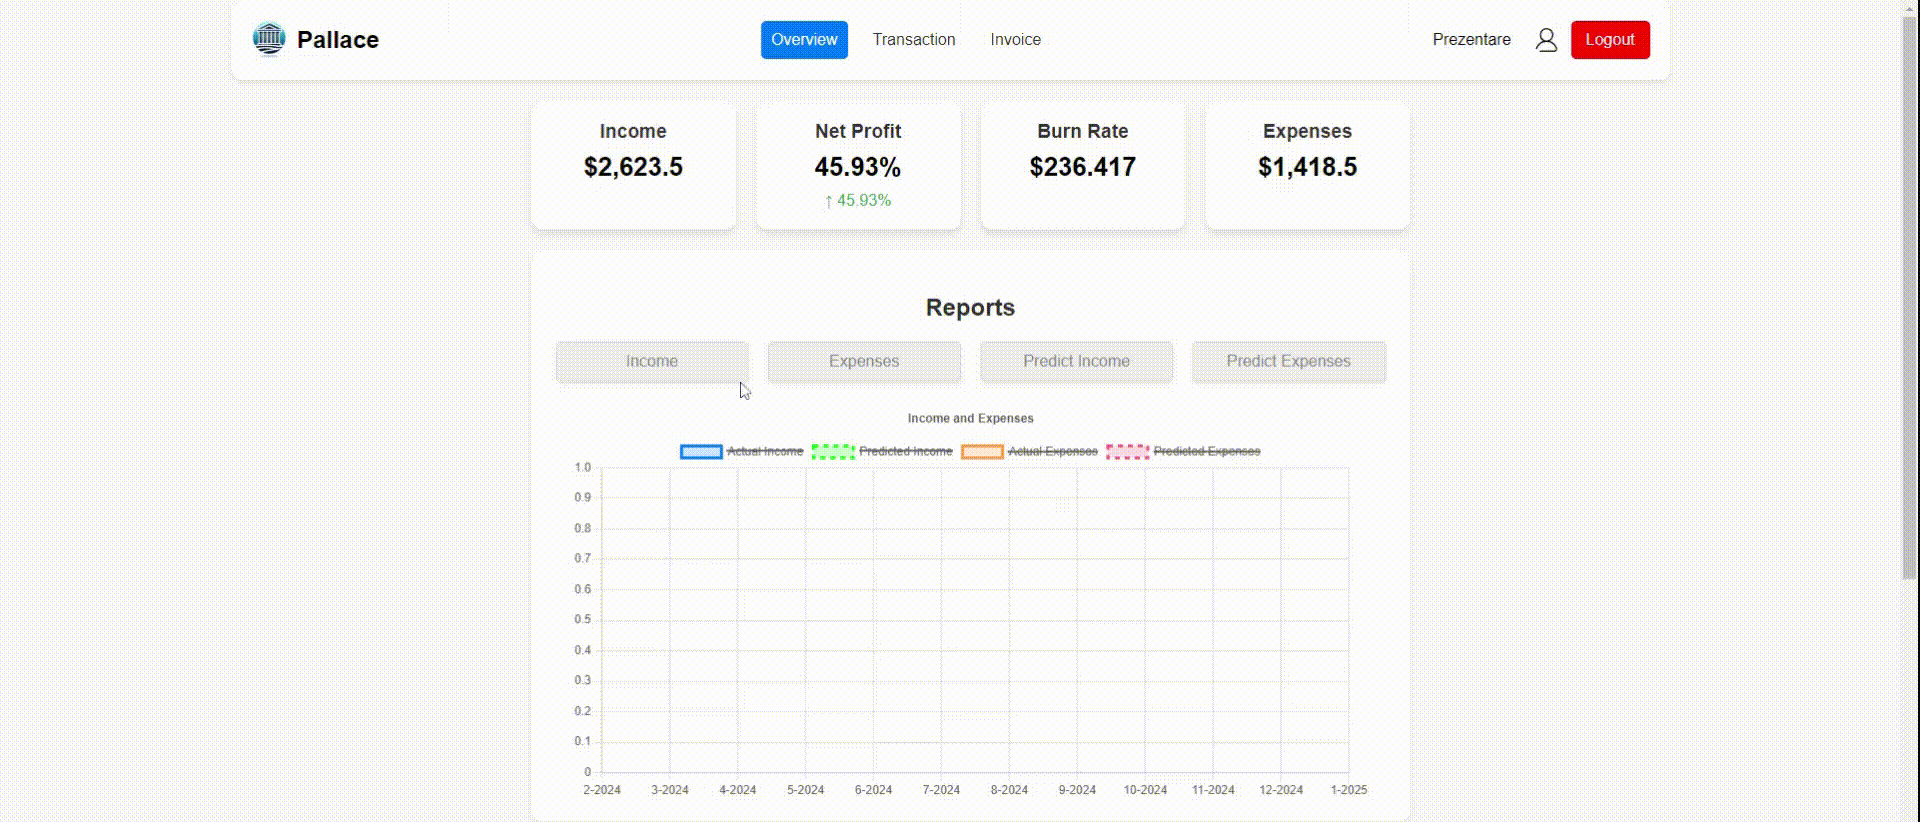 Pallace
Overview Transaction Invoice
Prezentare
Logout
Income
$2,623.5
Net Profit
45.93%
↑ 45.93%
Burn Rate
$236.417
Expenses
$1,418.5
Reports
Income Expenses Predict Income Predict Expenses
Income and Expenses
Actual Income Predicted Income Actual Expenses Predicted Expenses
1.0
0.9
0.8
0.7
0.6
0.5
0.4
0.3
0.2
0.1
0
2-2024 3-2024 4-2024 5-2024 6-2024 7-2024 8-2024 9-2024 10-2024 11-2024 12-2024 1-2025